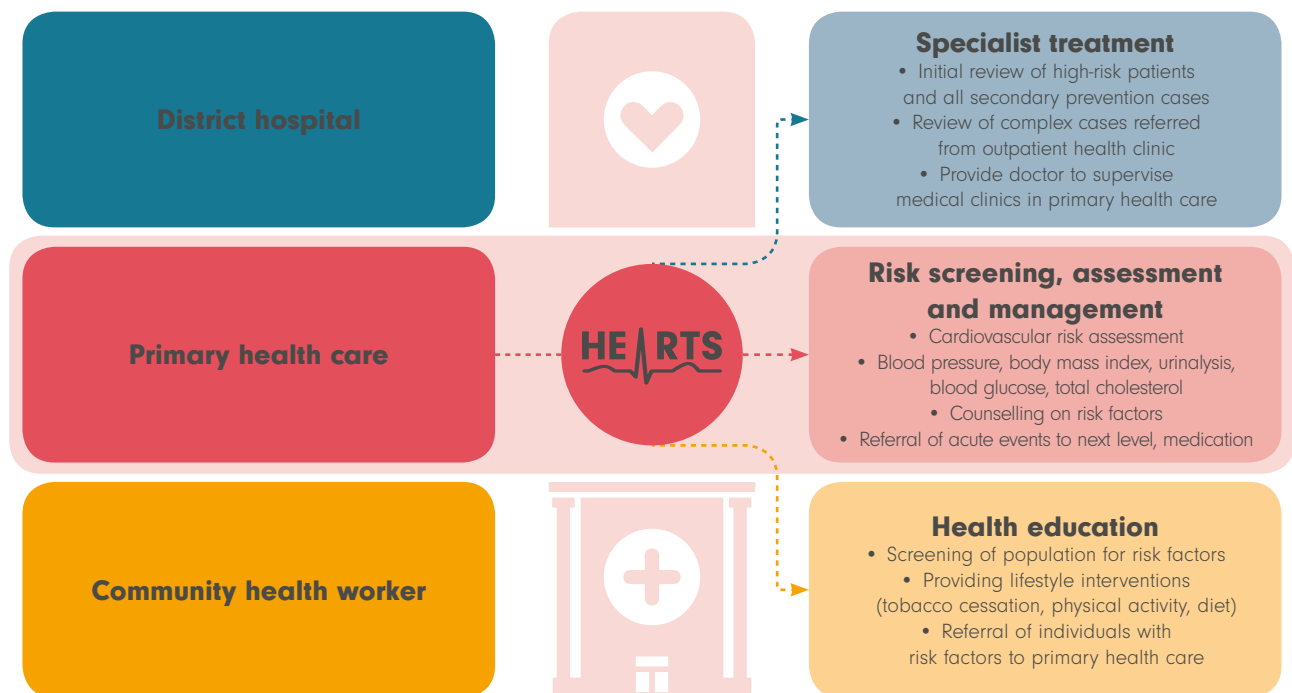 District hospital
Specialist treatment
• Initial review of high-risk patients
and all secondary prevention cases
• Review of complex cases referred
from outpatient health clinic
• Provide doctor to supervise
medical clinics in primary health care
Primary health care
HEARTS
Risk screening, assessment
and management
• Cardiovascular risk assessment
• Blood pressure, body mass index, urinalysis,
blood glucose, total cholesterol
• Counselling on risk factors
• Referral of acute events to next level, medication
Community health worker
Health education
• Screening of population for risk factors
• Providing lifestyle interventions
(tobacco cessation, physical activity, diet)
• Referral of individuals with
risk factors to primary health care